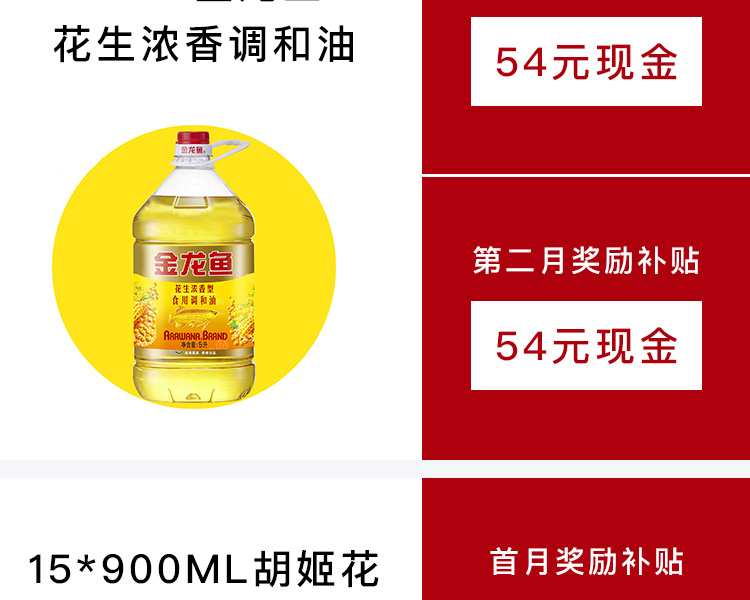 花生浓香调和油
54元现金
金龙鱼
金龙鱼
花生浓香型
食用调和油
ARAWANA BRAND
净含量:5升
第二月奖励补贴
54元现金
15*900ML胡姬花
首月奖励补贴